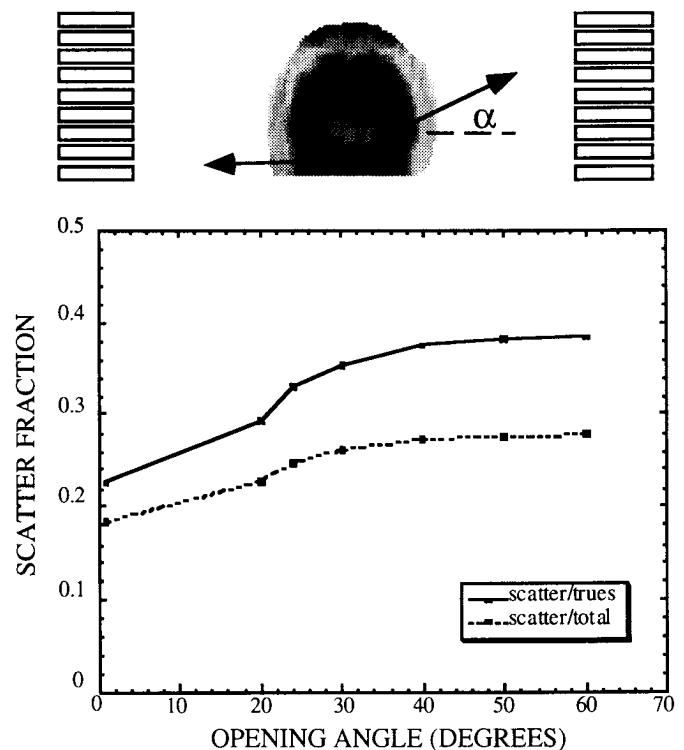 α
0.5
0.4
0.3
0.2
0.1
0
0 10 20 30 40 50 60 70
SCATTER FRACTION
OPENING ANGLE (DEGREES)
scatter/trues
scatter/total